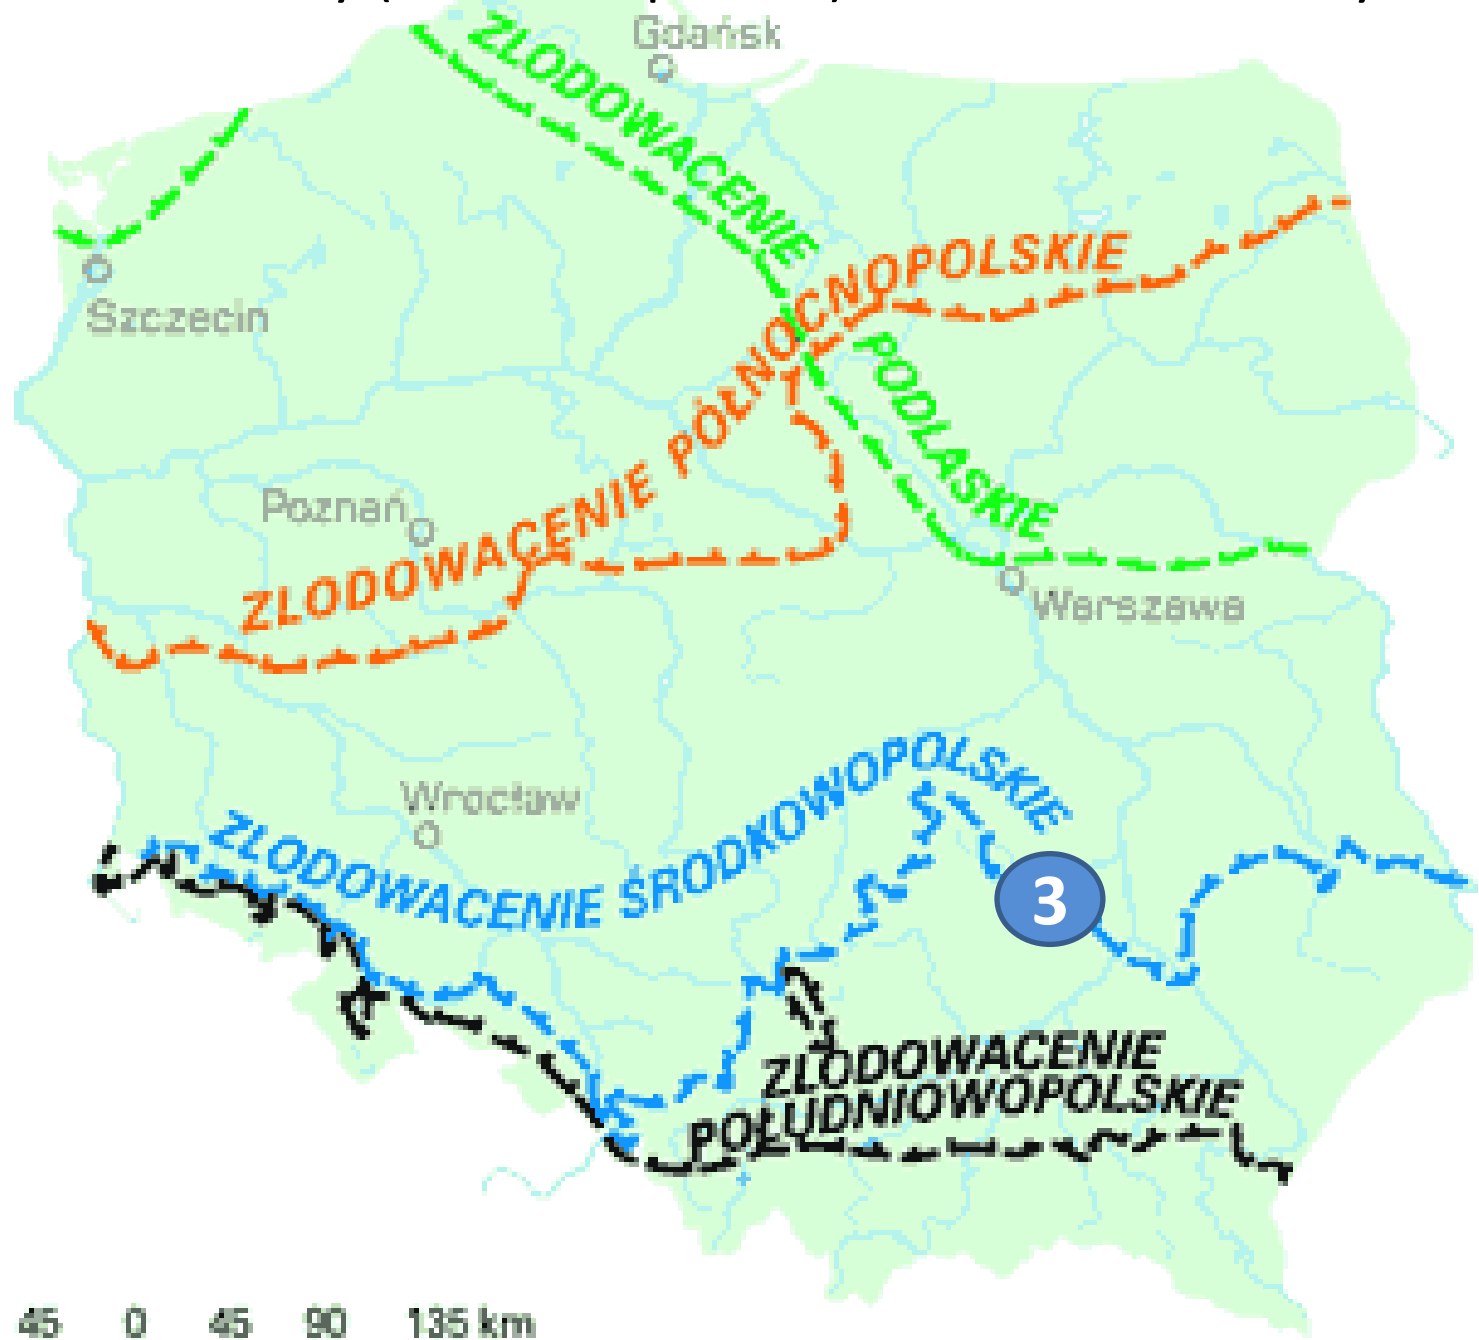 Gdańsk
ZLODOWACENIE
PODLASKIE
Szczecin
ZLODOWACENIE PÓŁNOCNOPOLSKIE
Poznań
Warszawa
Wrocław
ZLODOWACENIE ŚRODKOWOPOLSKIE
3
ZLODOWACENIE
POŁUDNIOWOPOLSKIE
45 0 45 90 135 km